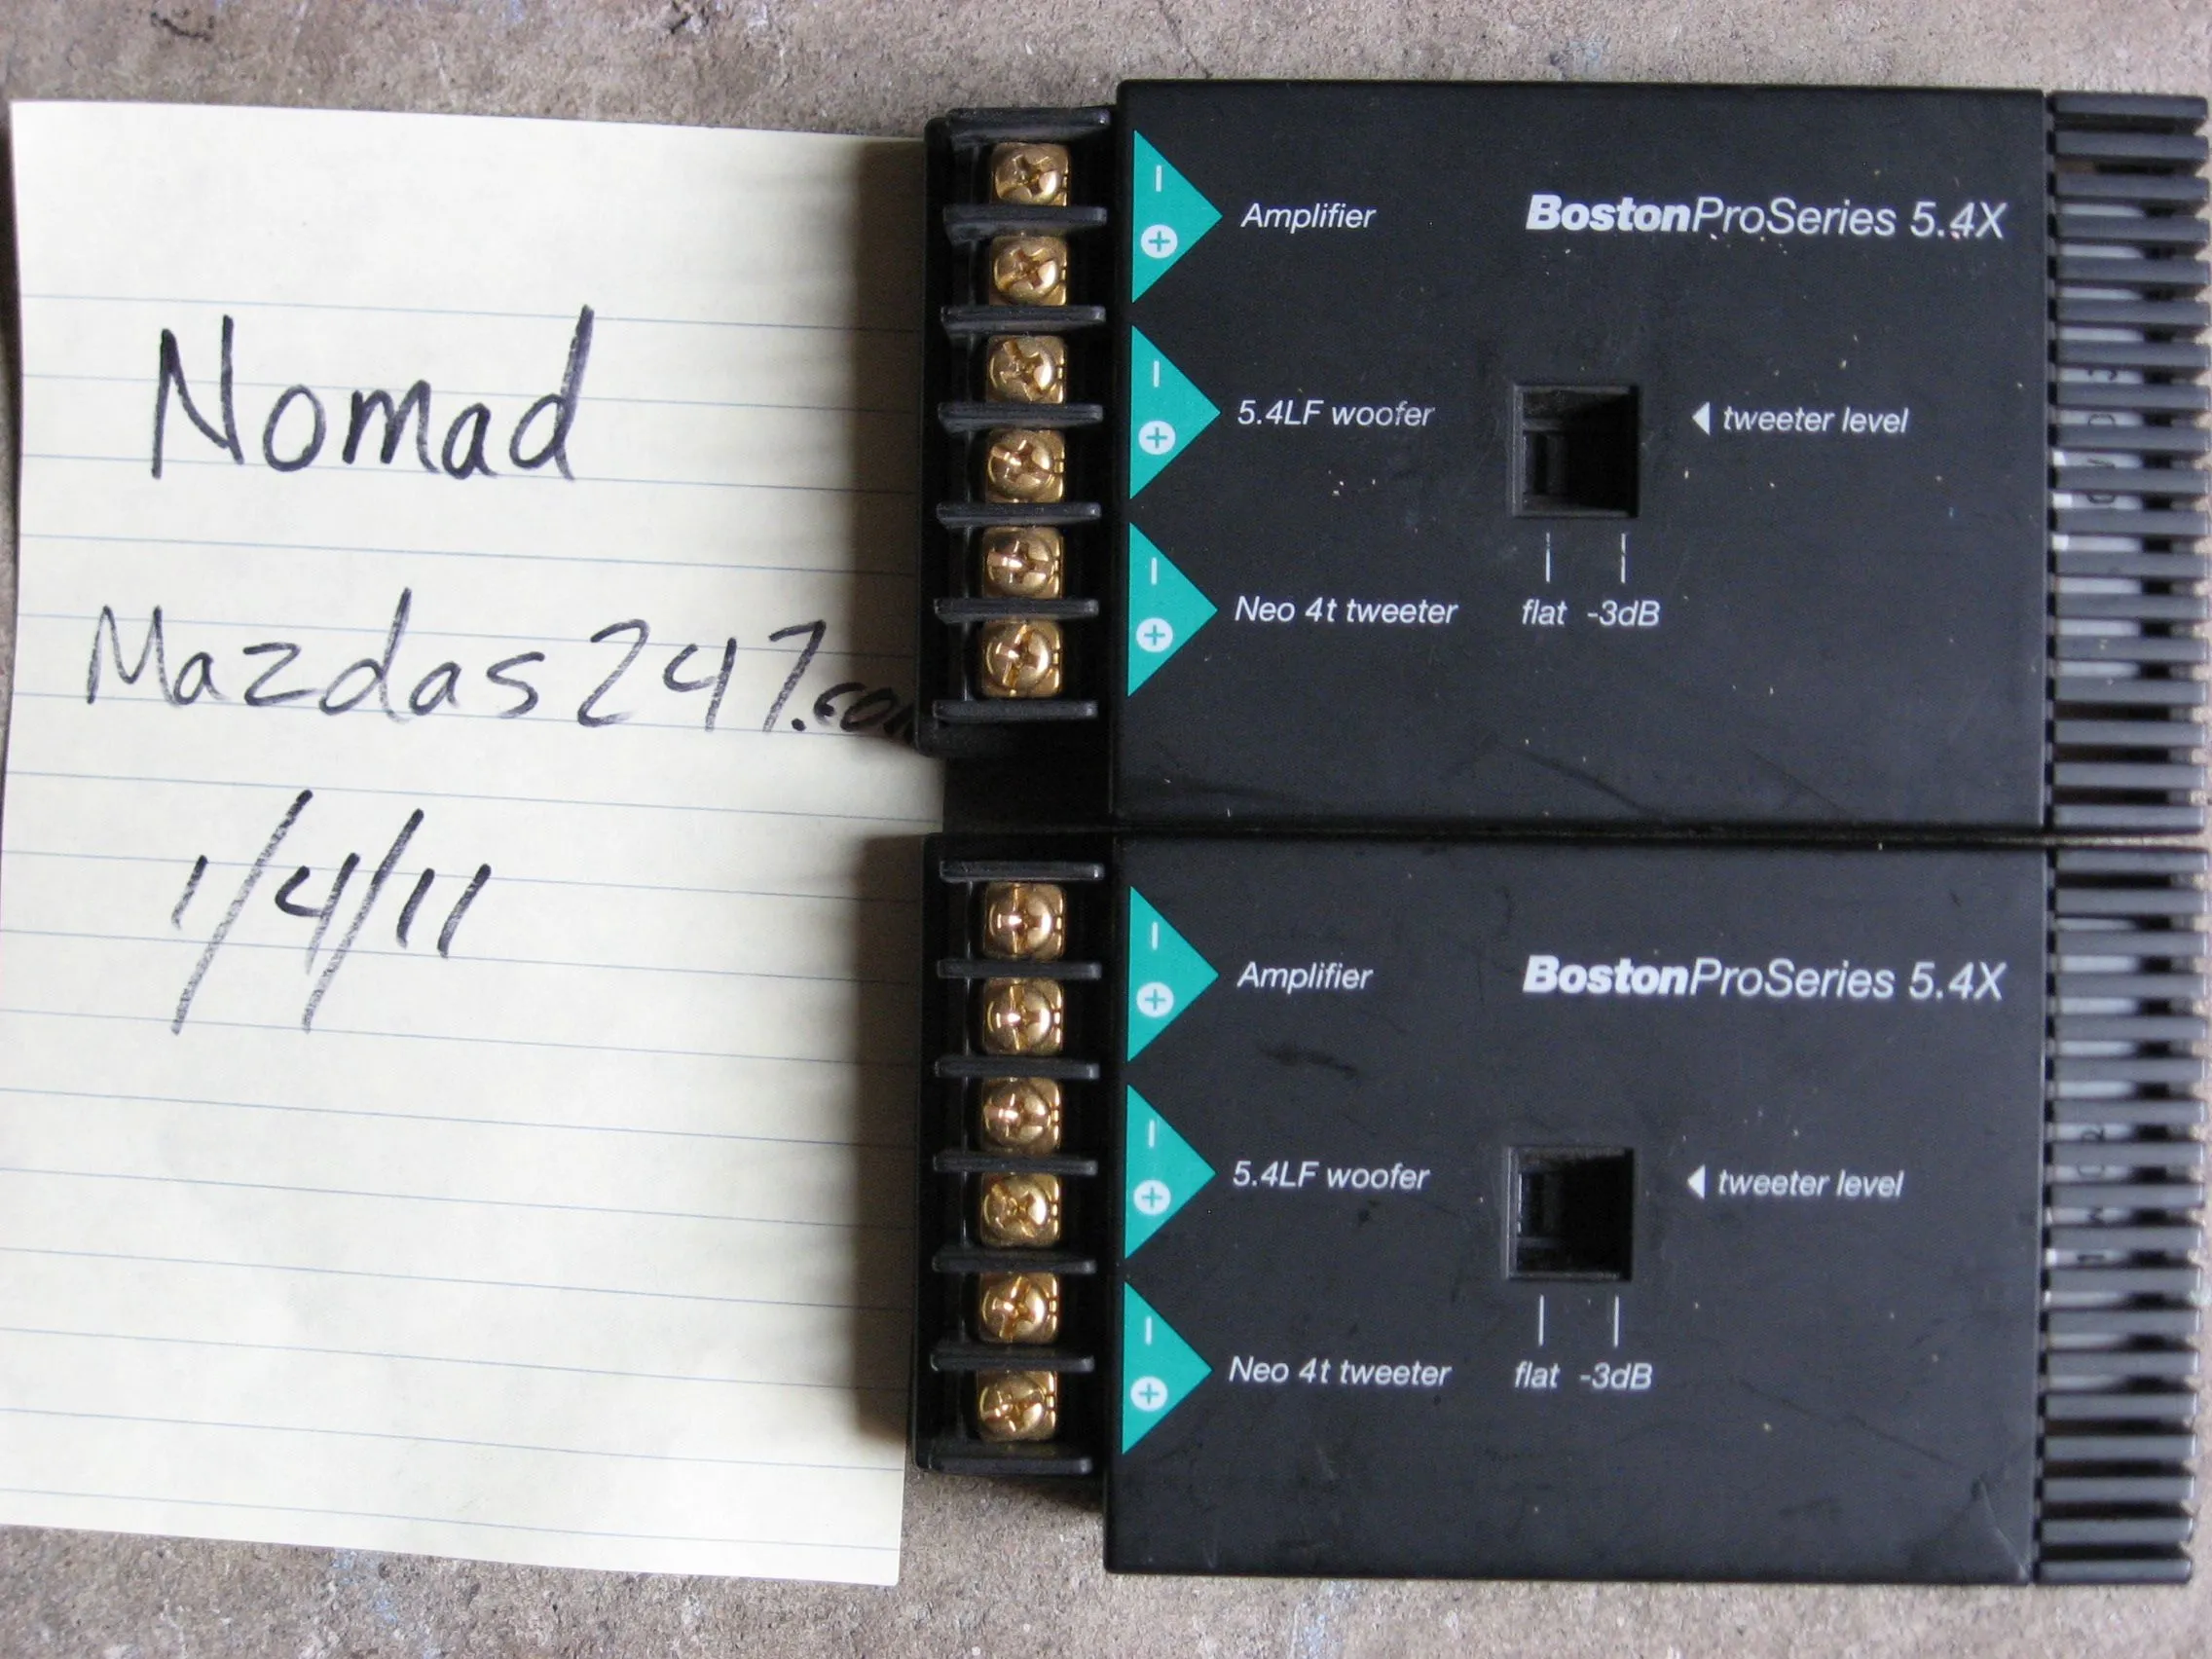 Nomad
Mazdas247.com
1/4/11
− Amplifier
+
BostonProSeries 5.4X
− 5.4LF woofer
+
tweeter level
− Neo 4t tweeter
+
flat -3dB
− Amplifier
+
BostonProSeries 5.4X
− 5.4LF woofer
+
tweeter level
− Neo 4t tweeter
+
flat -3dB